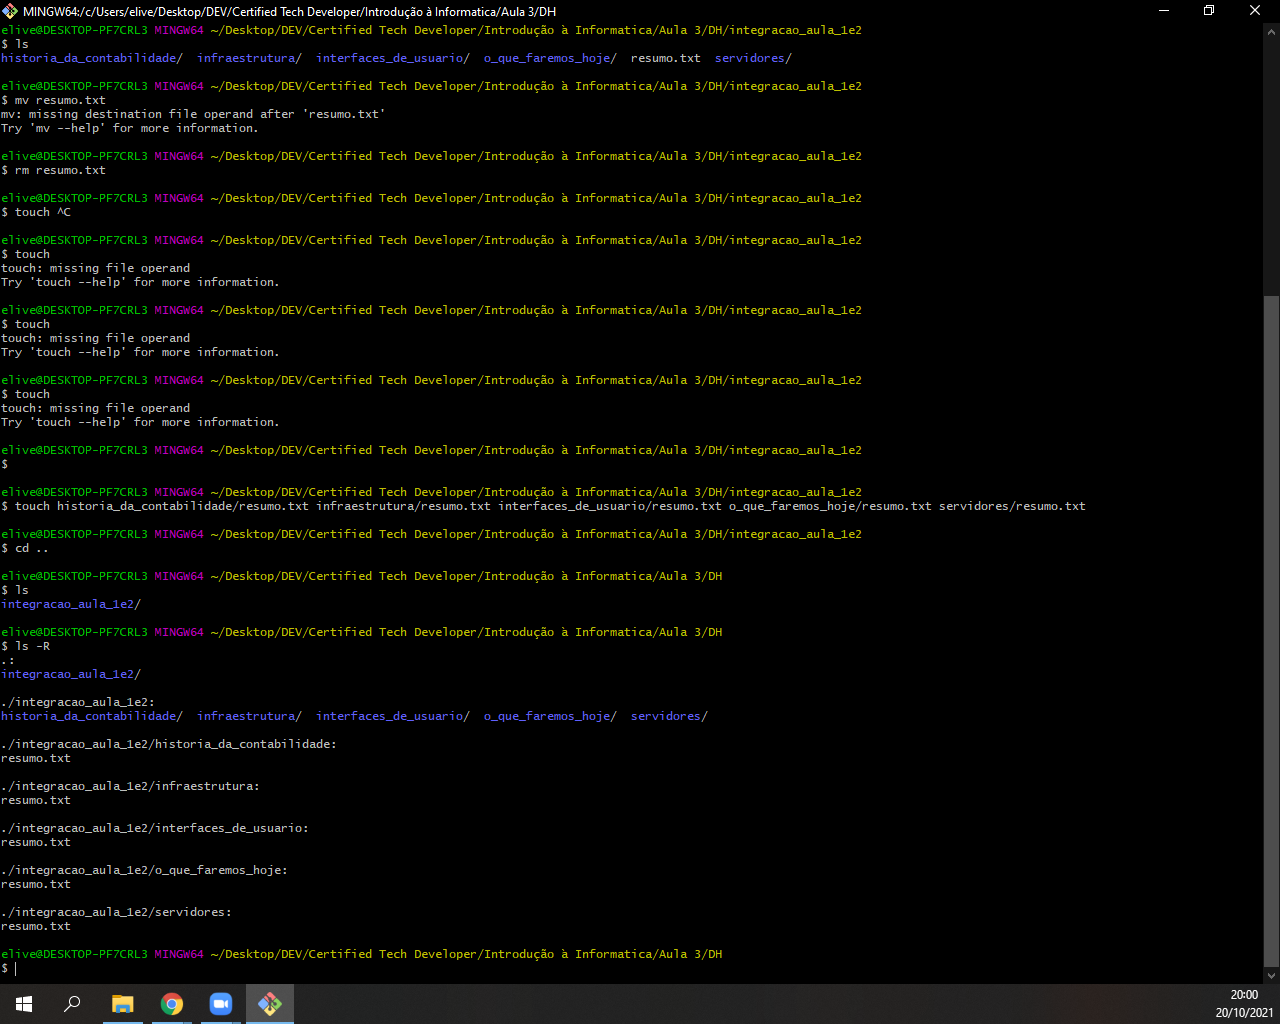 MINGW64:/c/Users/elive/Desktop/DEV/Certified Tech Developer/Introdução à Informatica/Aula 3/DH
elive@DESKTOP-PF7CRL3 MINGW64 ~/Desktop/DEV/Certified Tech Developer/Introdução à Informatica/Aula 3/DH/integracao_aula_1e2
$ ls
historia_da_contabilidade/  infraestrutura/  interfaces_de_usuario/  o_que_faremos_hoje/  resumo.txt  servidores/
elive@DESKTOP-PF7CRL3 MINGW64 ~/Desktop/DEV/Certified Tech Developer/Introdução à Informatica/Aula 3/DH/integracao_aula_1e2
$ mv resumo.txt
mv: missing destination file operand after 'resumo.txt'
Try 'mv --help' for more information.
elive@DESKTOP-PF7CRL3 MINGW64 ~/Desktop/DEV/Certified Tech Developer/Introdução à Informatica/Aula 3/DH/integracao_aula_1e2
$ rm resumo.txt
elive@DESKTOP-PF7CRL3 MINGW64 ~/Desktop/DEV/Certified Tech Developer/Introdução à Informatica/Aula 3/DH/integracao_aula_1e2
$ touch ^C
elive@DESKTOP-PF7CRL3 MINGW64 ~/Desktop/DEV/Certified Tech Developer/Introdução à Informatica/Aula 3/DH/integracao_aula_1e2
$ touch
touch: missing file operand
Try 'touch --help' for more information.
elive@DESKTOP-PF7CRL3 MINGW64 ~/Desktop/DEV/Certified Tech Developer/Introdução à Informatica/Aula 3/DH/integracao_aula_1e2
$ touch
touch: missing file operand
Try 'touch --help' for more information.
elive@DESKTOP-PF7CRL3 MINGW64 ~/Desktop/DEV/Certified Tech Developer/Introdução à Informatica/Aula 3/DH/integracao_aula_1e2
$ touch
touch: missing file operand
Try 'touch --help' for more information.
elive@DESKTOP-PF7CRL3 MINGW64 ~/Desktop/DEV/Certified Tech Developer/Introdução à Informatica/Aula 3/DH/integracao_aula_1e2
$
elive@DESKTOP-PF7CRL3 MINGW64 ~/Desktop/DEV/Certified Tech Developer/Introdução à Informatica/Aula 3/DH/integracao_aula_1e2
$ touch historia_da_contabilidade/resumo.txt infraestrutura/resumo.txt interfaces_de_usuario/resumo.txt o_que_faremos_hoje/resumo.txt servidores/resumo.txt
elive@DESKTOP-PF7CRL3 MINGW64 ~/Desktop/DEV/Certified Tech Developer/Introdução à Informatica/Aula 3/DH/integracao_aula_1e2
$ cd ..
elive@DESKTOP-PF7CRL3 MINGW64 ~/Desktop/DEV/Certified Tech Developer/Introdução à Informatica/Aula 3/DH
$ ls
integracao_aula_1e2/
elive@DESKTOP-PF7CRL3 MINGW64 ~/Desktop/DEV/Certified Tech Developer/Introdução à Informatica/Aula 3/DH
$ ls -R
.:
integracao_aula_1e2/
./integracao_aula_1e2:
historia_da_contabilidade/  infraestrutura/  interfaces_de_usuario/  o_que_faremos_hoje/  servidores/
./integracao_aula_1e2/historia_da_contabilidade:
resumo.txt
./integracao_aula_1e2/infraestrutura:
resumo.txt
./integracao_aula_1e2/interfaces_de_usuario:
resumo.txt
./integracao_aula_1e2/o_que_faremos_hoje:
resumo.txt
./integracao_aula_1e2/servidores:
resumo.txt
elive@DESKTOP-PF7CRL3 MINGW64 ~/Desktop/DEV/Certified Tech Developer/Introdução à Informatica/Aula 3/DH
$
20:00
20/10/2021